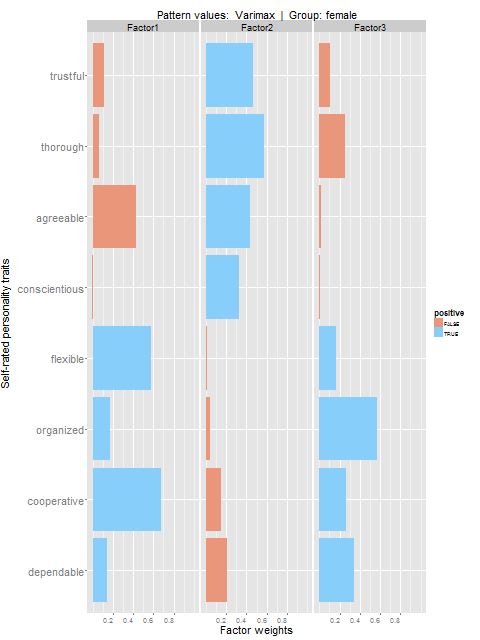 Pattern values: Varimax | Group: female
Factor1 Factor2 Factor3
trustful
thorough
agreeable
conscientious
flexible
organized
cooperative
dependable
Self-rated personality traits
0.2 0.4 0.6 0.8 0.2 0.4 0.6 0.8 0.2 0.4 0.6 0.8
Factor weights
positive
FALSE
TRUE